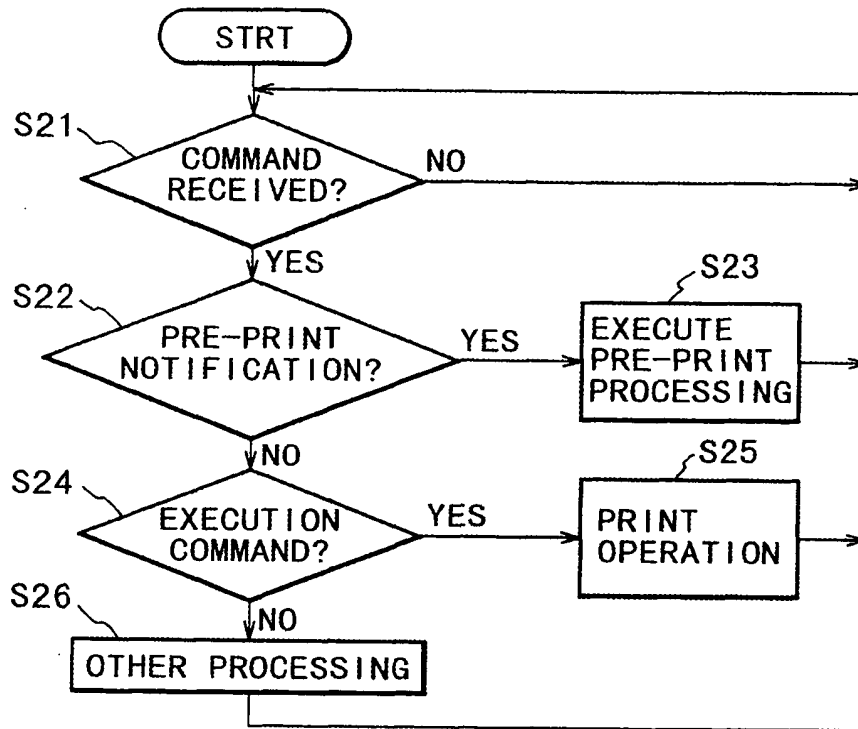 STRT
S21
COMMAND
RECEIVED?
NO
YES
S22
PRE-PRINT
NOTIFICATION?
YES
S23
EXECUTE
PRE-PRINT
PROCESSING
NO
S24
EXECUTION
COMMAND?
YES
S25
PRINT
OPERATION
NO
S26
OTHER PROCESSING